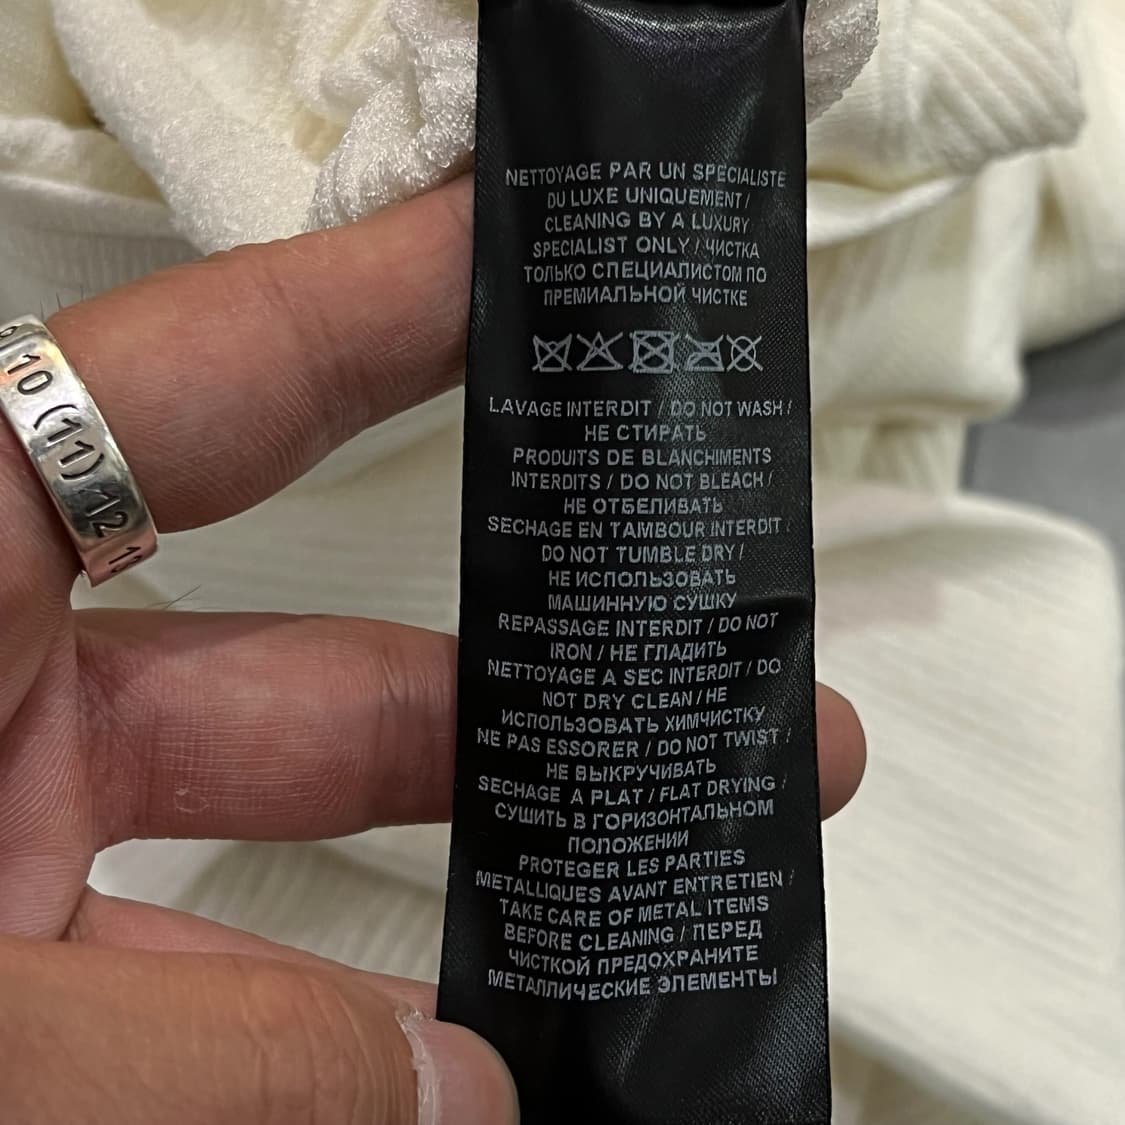 10 (11) 12
NETTOYAGE PAR UN SPECIALISTE
DU LUXE UNIQUEMENT /
CLEANING BY A LUXURY
SPECIALIST ONLY / ЧИСТКА
ТОЛЬКО СПЕЦИАЛИСТОМ ПО
ПРЕМИАЛЬНОЙ ЧИСТКЕ
LAVAGE INTERDIT / DO NOT WASH /
НЕ СТИРАТЬ
PRODUITS DE BLANCHIMENTS
INTERDITS / DO NOT BLEACH /
НЕ ОТБЕЛИВАТЬ
SECHAGE EN TAMBOUR INTERDIT /
DO NOT TUMBLE DRY /
НЕ ИСПОЛЬЗОВАТЬ
МАШИННУЮ СУШКУ
REPASSAGE INTERDIT / DO NOT
IRON / НЕ ГЛАДИТЬ
NETTOYAGE A SEC INTERDIT / DO
NOT DRY CLEAN / НЕ
ИСПОЛЬЗОВАТЬ ХИМЧИСТКУ
NE PAS ESSORER / DO NOT TWIST /
НЕ ВЫКРУЧИВАТЬ
SECHAGE A PLAT / FLAT DRYING /
СУШИТЬ В ГОРИЗОНТАЛЬНОМ
ПОЛОЖЕНИИ
PROTEGER LES PARTIES
METALLIQUES AVANT ENTRETIEN /
TAKE CARE OF METAL ITEMS
BEFORE CLEANING / ПЕРЕД
ЧИСТКОЙ ПРЕДОХРАНИТЕ
МЕТАЛЛИЧЕСКИЕ ЭЛЕМЕНТЫ